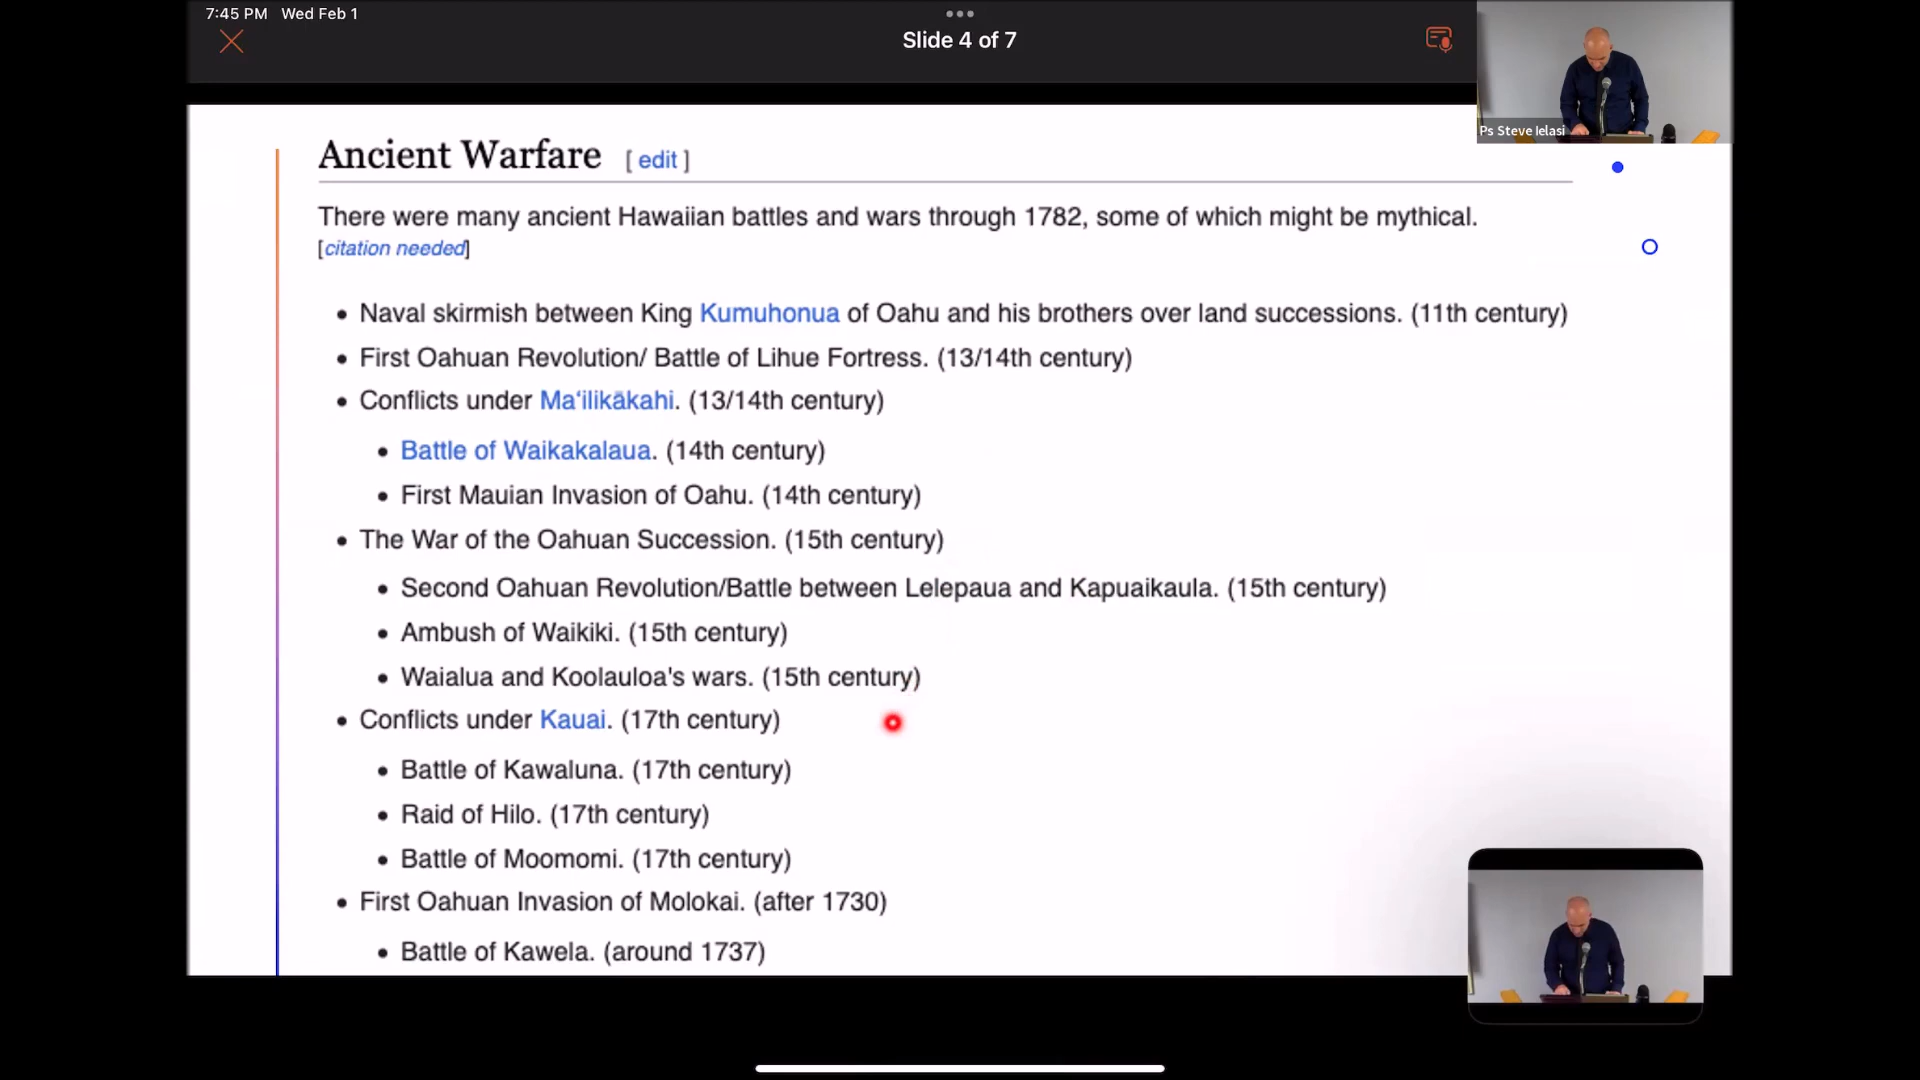 7:45 PM Wed Feb 1
Slide 4 of 7
Ps Steve Ielasi
Ancient Warfare [ edit ]
There were many ancient Hawaiian battles and wars through 1782, some of which might be mythical.
[citation needed]
• Naval skirmish between King Kumuhonua of Oahu and his brothers over land successions. (11th century)
• First Oahuan Revolution/ Battle of Lihue Fortress. (13/14th century)
• Conflicts under Maʻilikākahi. (13/14th century)
• Battle of Waikakalaua. (14th century)
• First Mauian Invasion of Oahu. (14th century)
• The War of the Oahuan Succession. (15th century)
• Second Oahuan Revolution/Battle between Lelepaua and Kapuaikaula. (15th century)
• Ambush of Waikiki. (15th century)
• Waialua and Koolauloa's wars. (15th century)
• Conflicts under Kauai. (17th century)
• Battle of Kawaluna. (17th century)
• Raid of Hilo. (17th century)
• Battle of Moomomi. (17th century)
• First Oahuan Invasion of Molokai. (after 1730)
• Battle of Kawela. (around 1737)